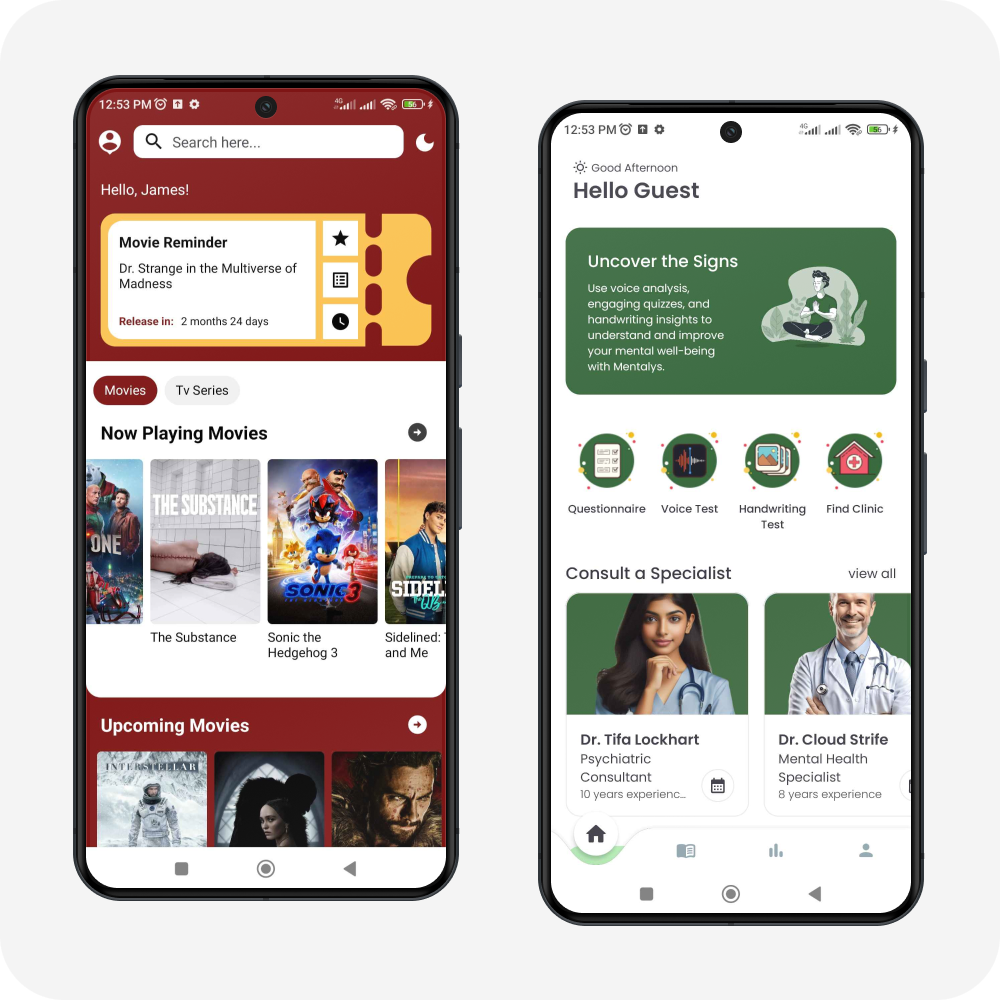 12:53 PM
4G
56
Search here...
Hello, James!
Movie Reminder
Dr. Strange in the Multiverse of
Madness
Release in: 2 months 24 days
Movies
Tv Series
Now Playing Movies
ONE
THE SUBSTANCE
SONIC 3
SIDEL
The Substance
Sonic the
Hedgehog 3
Sidelined:
and Me
Upcoming Movies
INTERSTELLAR
12:53 PM
4G
56
Good Afternoon
Hello Guest
Uncover the Signs
Use voice analysis,
engaging quizzes, and
handwriting insights to
understand and improve
your mental well-being
with Mentalys.
Questionnaire
Voice Test
Handwriting
Test
Find Clinic
Consult a Specialist
view all
Dr. Tifa Lockhart
Psychiatric
Consultant
10 years experienc...
Dr. Cloud Strife
Mental Health
Specialist
8 years experience